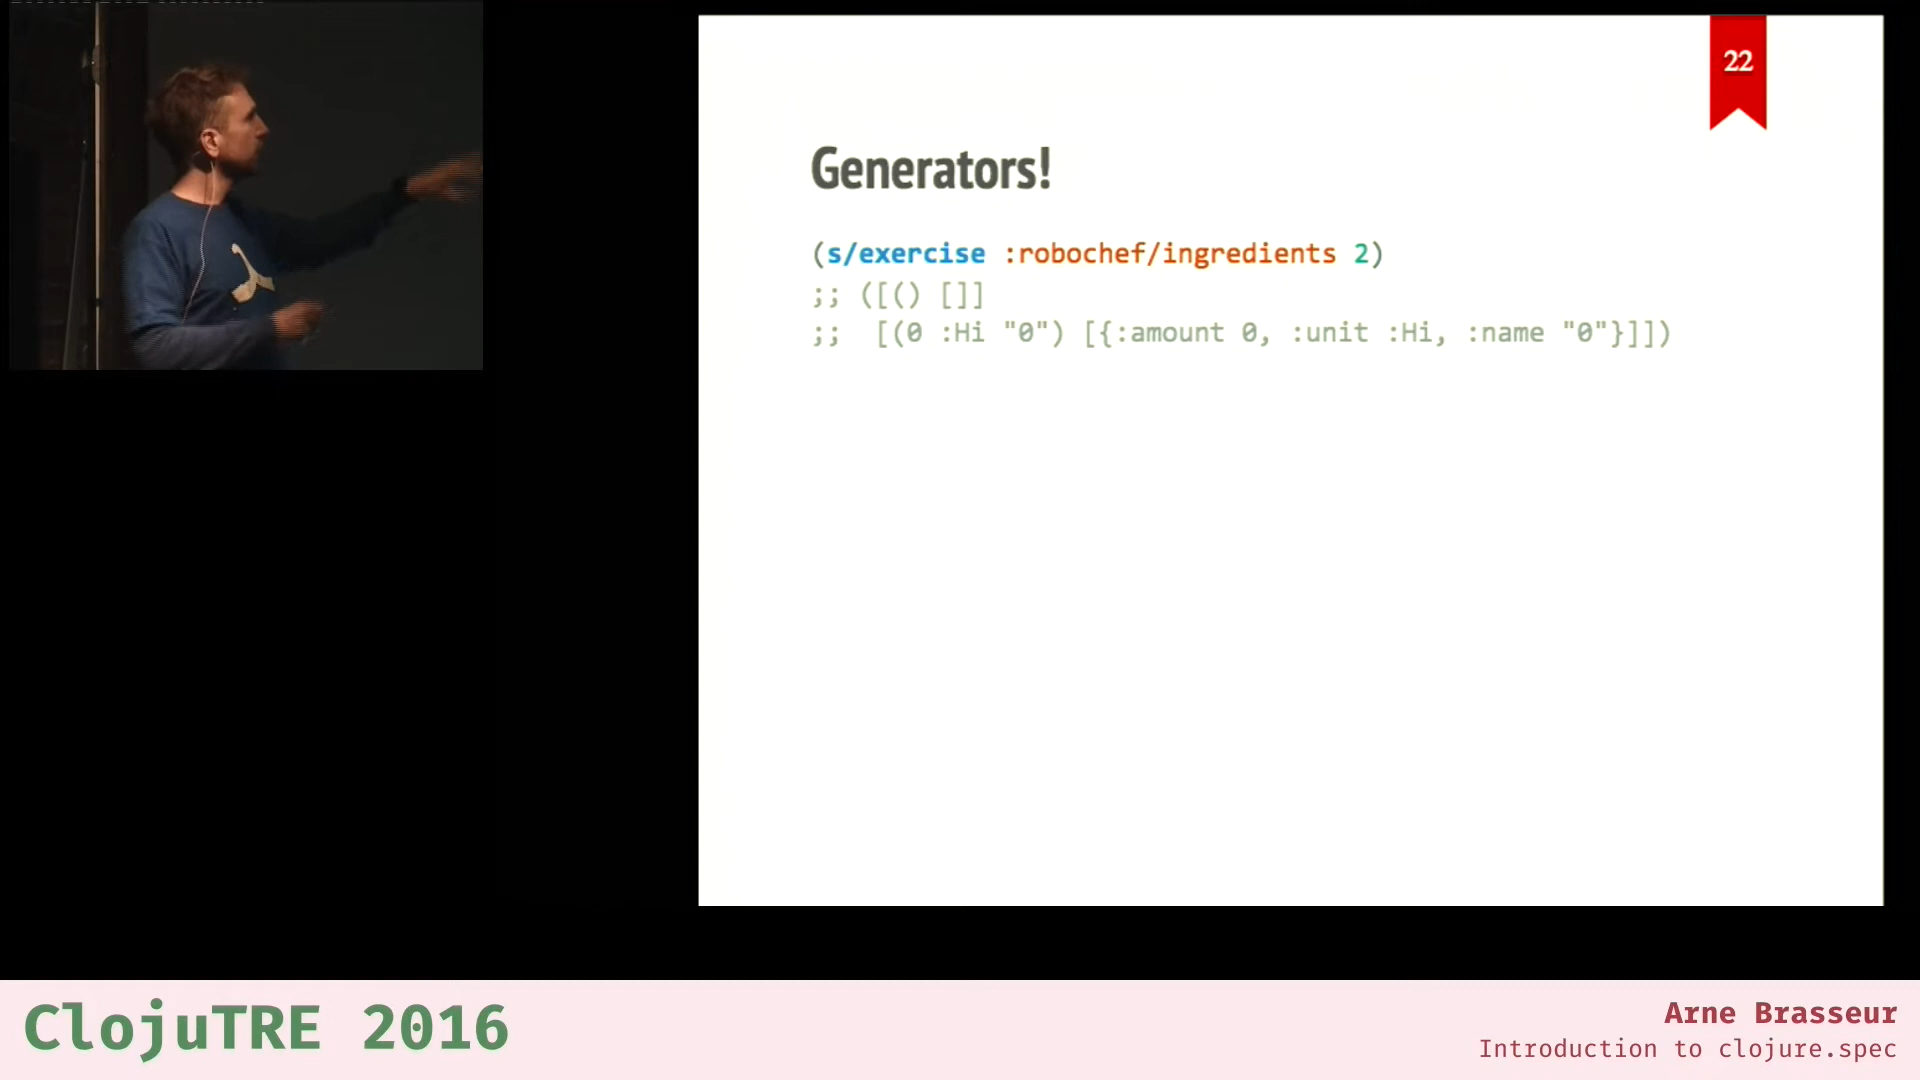 22
Generators!
(s/exercise :robochef/ingredients 2)
;; ([() []]
;;  [(0 :Hi "0") [{:amount 0, :unit :Hi, :name "0"}]])
ClojuTRE 2016
Arne Brasseur
Introduction to clojure.spec